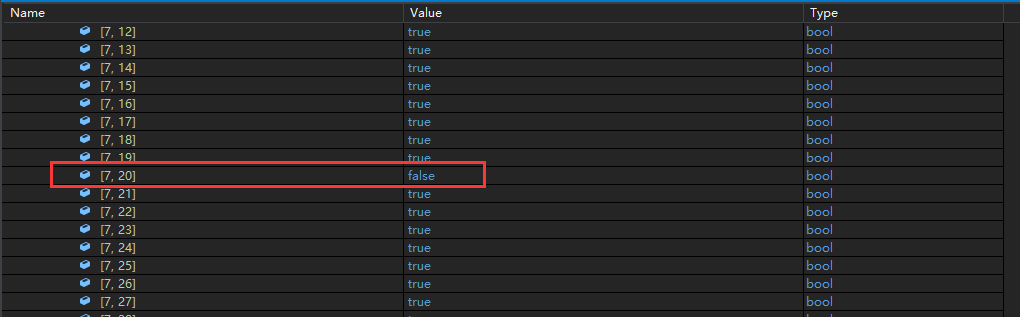 Name Value Type
[7, 12] true bool
[7, 13] true bool
[7, 14] true bool
[7, 15] true bool
[7, 16] true bool
[7, 17] true bool
[7, 18] true bool
[7, 19] true bool
[7, 20] false bool
[7, 21] true bool
[7, 22] true bool
[7, 23] true bool
[7, 24] true bool
[7, 25] true bool
[7, 26] true bool
[7, 27] true bool